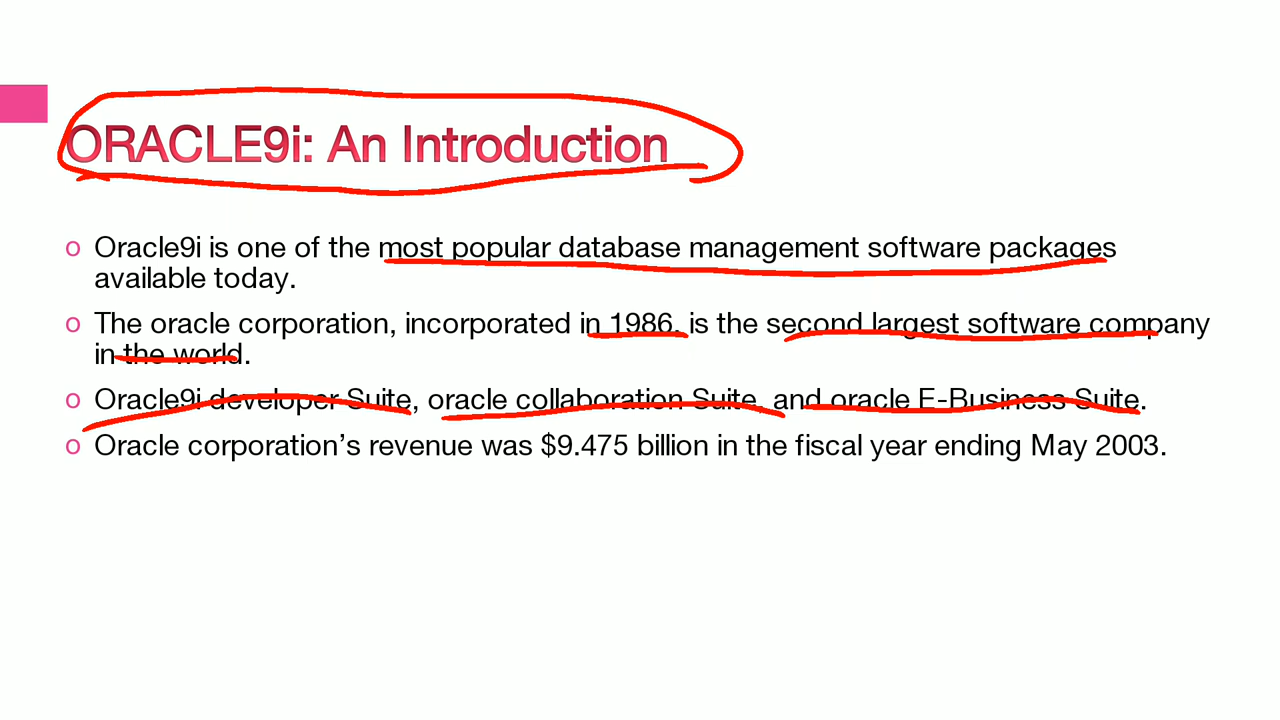 ORACLE9i: An Introduction
o Oracle9i is one of the most popular database management software packages
available today.
o The oracle corporation, incorporated in 1986, is the second largest software company
in the world.
o Oracle9i developer Suite, oracle collaboration Suite, and oracle E-Business Suite.
o Oracle corporation’s revenue was $9.475 billion in the fiscal year ending May 2003.